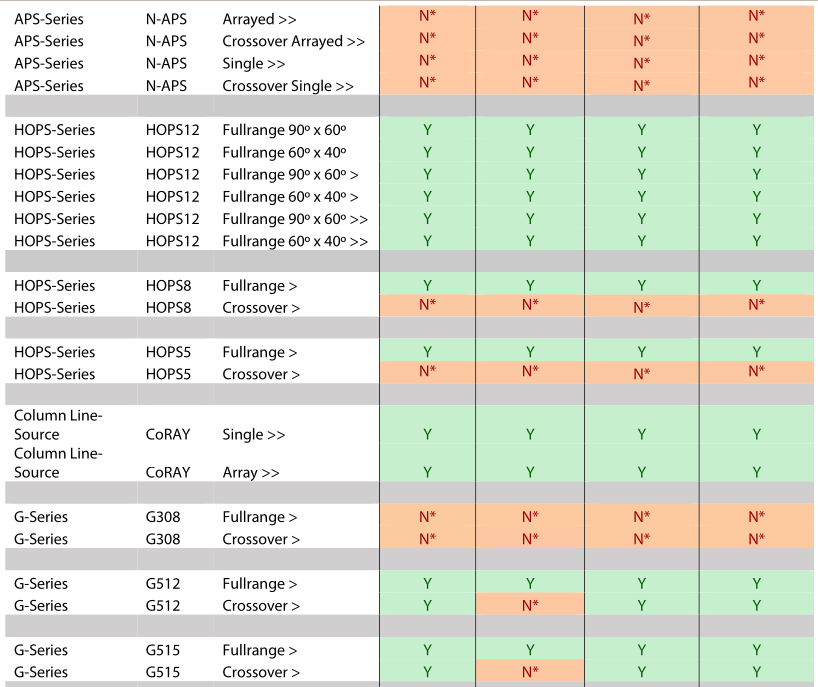 APS-Series N-APS Arrayed >> N* N* N* N*
APS-Series N-APS Crossover Arrayed >> N* N* N* N*
APS-Series N-APS Single >> N* N* N* N*
APS-Series N-APS Crossover Single >> N* N* N* N*
HOPS-Series HOPS12 Fullrange 90º x 60º Y Y Y Y
HOPS-Series HOPS12 Fullrange 60º x 40º Y Y Y Y
HOPS-Series HOPS12 Fullrange 90º x 60º > Y Y Y Y
HOPS-Series HOPS12 Fullrange 60º x 40º > Y Y Y Y
HOPS-Series HOPS12 Fullrange 90º x 60º >> Y Y Y Y
HOPS-Series HOPS12 Fullrange 60º x 40º >> Y Y Y Y
HOPS-Series HOPS8 Fullrange > Y Y Y Y
HOPS-Series HOPS8 Crossover > N* N* N* N*
HOPS-Series HOPS5 Fullrange > Y Y Y Y
HOPS-Series HOPS5 Crossover > N* N* N* N*
Column Line-
Source CoRAY Single >> Y Y Y Y
Column Line-
Source CoRAY Array >> Y Y Y Y
G-Series G308 Fullrange > N* N* N* N*
G-Series G308 Crossover > N* N* N* N*
G-Series G512 Fullrange > Y Y Y Y
G-Series G512 Crossover > Y N* Y Y
G-Series G515 Fullrange > Y Y Y Y
G-Series G515 Crossover > Y N* Y Y